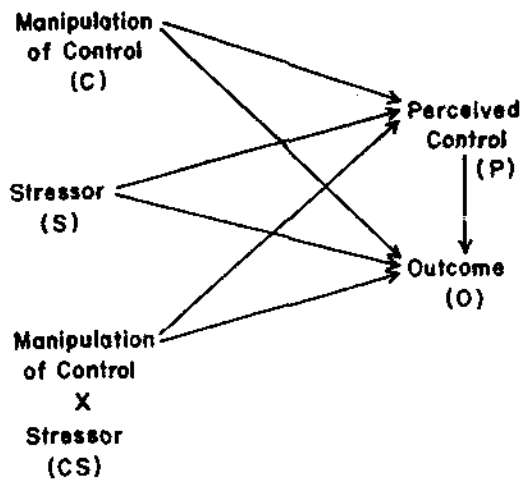 Manipulation
of Control
(C)
Perceived
Control
(P)
Stressor
(S)
Outcome
(O)
Manipulation
of Control
X
Stressor
(CS)